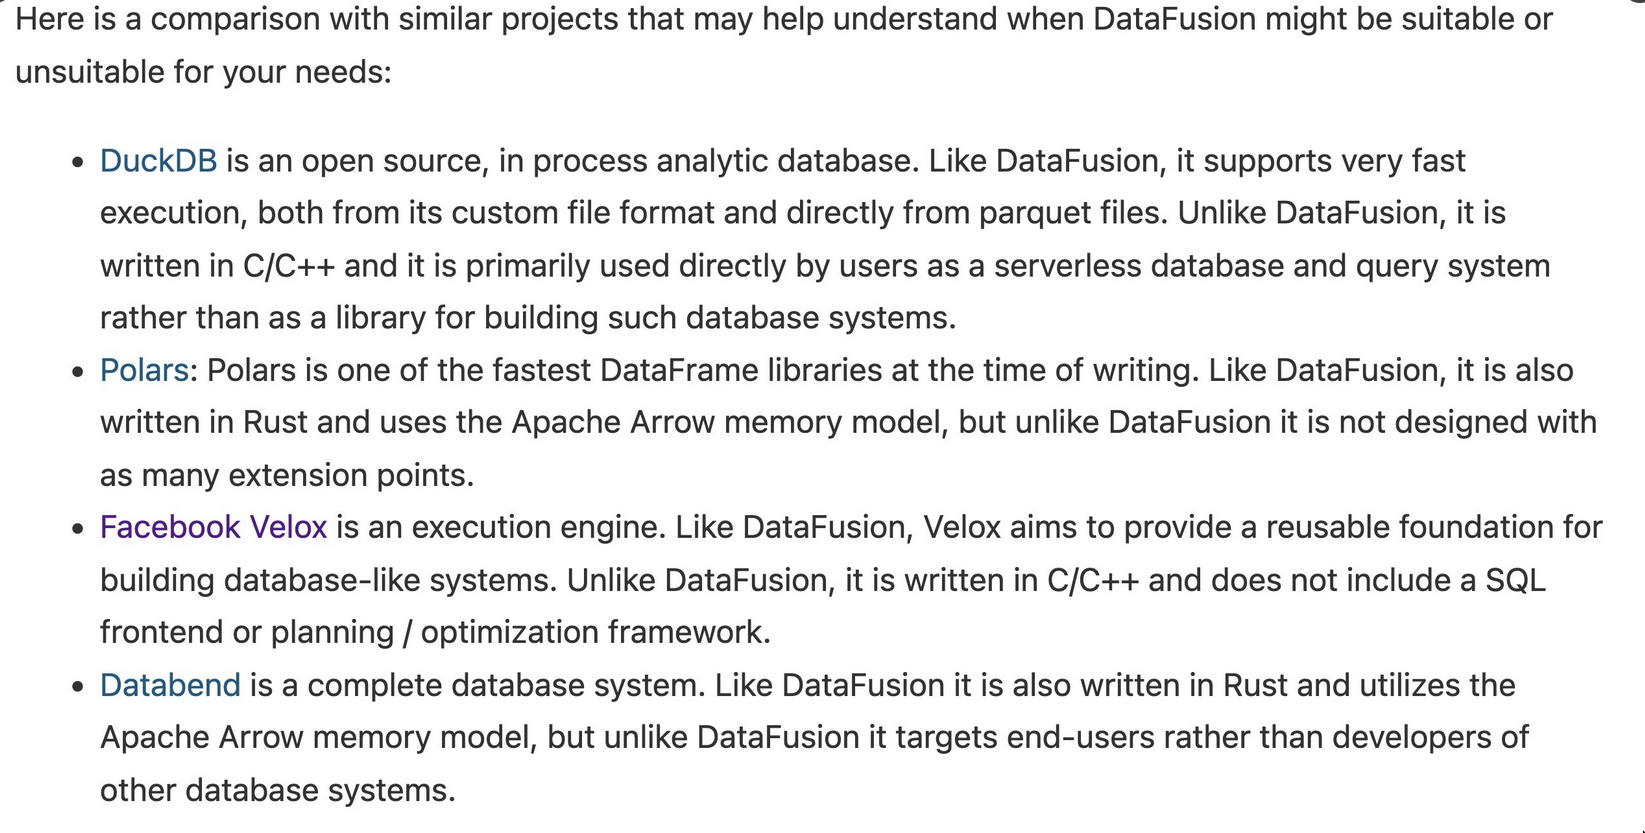 Here is a comparison with similar projects that may help understand when DataFusion might be suitable or
unsuitable for your needs:
• DuckDB is an open source, in process analytic database. Like DataFusion, it supports very fast
execution, both from its custom file format and directly from parquet files. Unlike DataFusion, it is
written in C/C++ and it is primarily used directly by users as a serverless database and query system
rather than as a library for building such database systems.
• Polars: Polars is one of the fastest DataFrame libraries at the time of writing. Like DataFusion, it is also
written in Rust and uses the Apache Arrow memory model, but unlike DataFusion it is not designed with
as many extension points.
• Facebook Velox is an execution engine. Like DataFusion, Velox aims to provide a reusable foundation for
building database-like systems. Unlike DataFusion, it is written in C/C++ and does not include a SQL
frontend or planning / optimization framework.
• Databend is a complete database system. Like DataFusion it is also written in Rust and utilizes the
Apache Arrow memory model, but unlike DataFusion it targets end-users rather than developers of
other database systems.